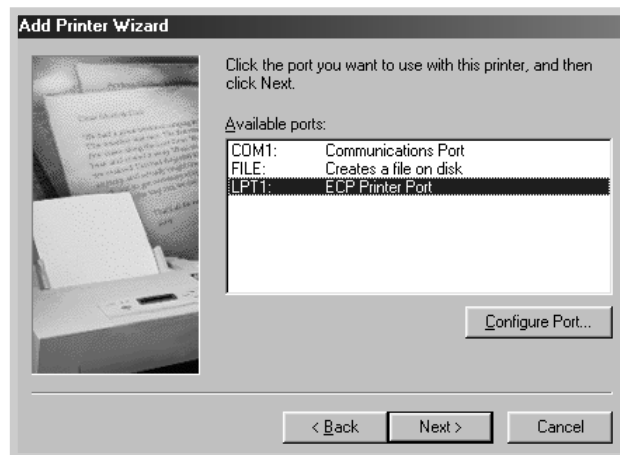 Add Printer Wizard
Click the port you want to use with this printer, and then
click Next.
Available ports:
COM1: Communications Port
FILE: Creates a file on disk
LPT1: ECP Printer Port
Configure Port...
< Back
Next >
Cancel